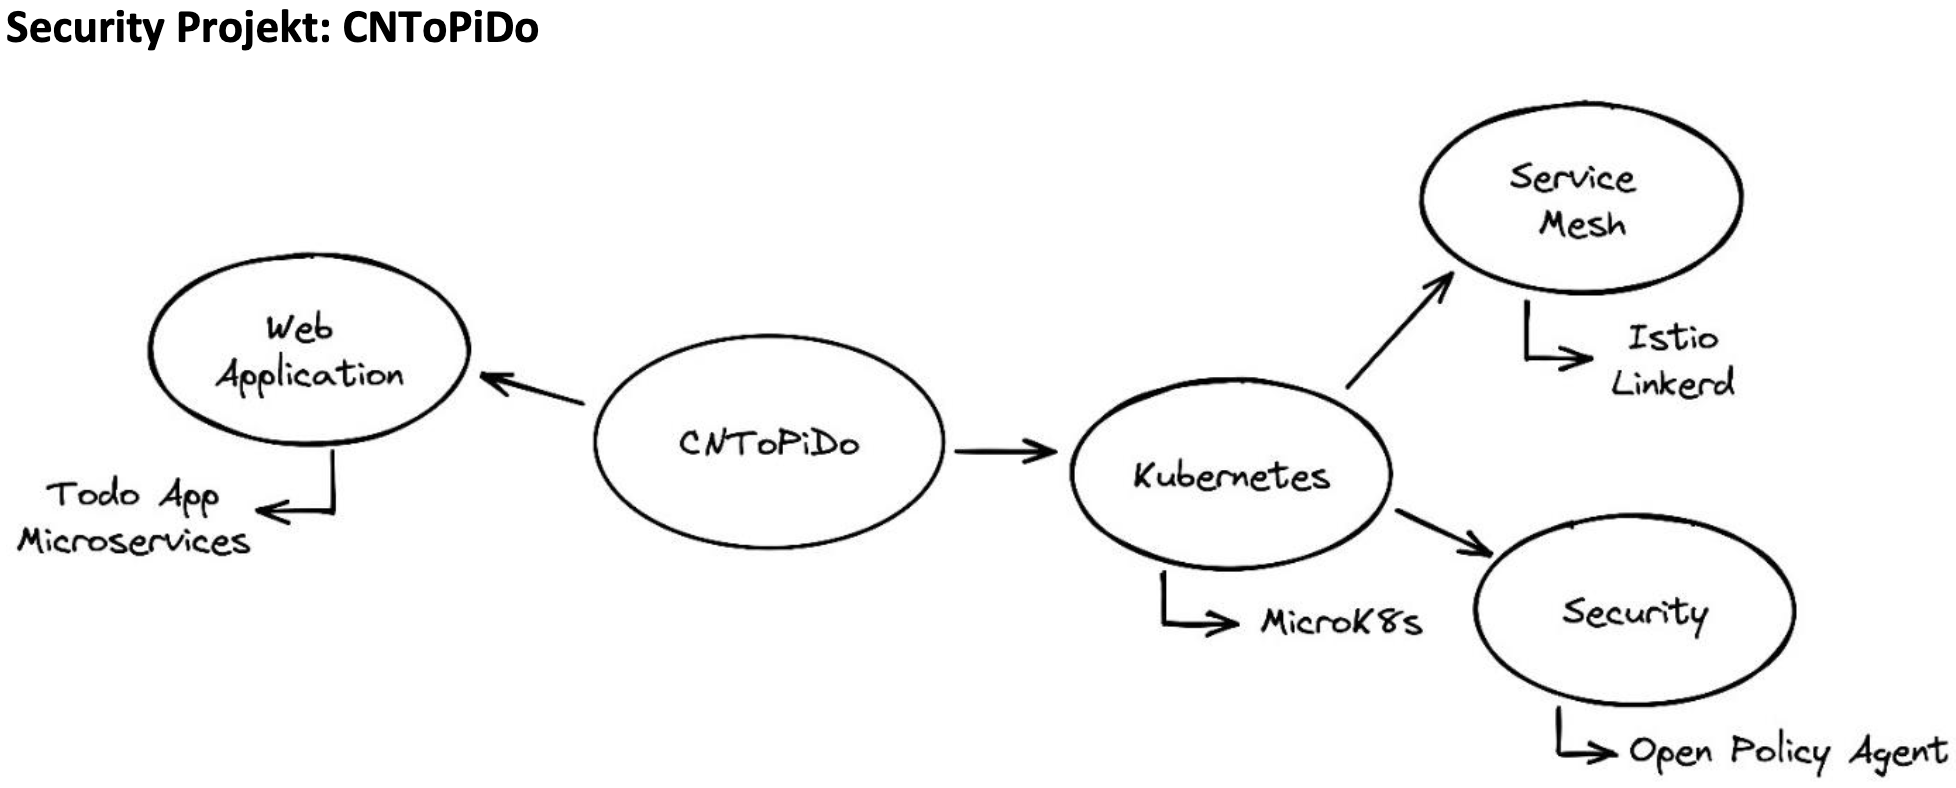 Security Projekt: CNToPiDo
Service
Mesh
Istio
Linkerd
Web
Application
Todo App
Microservices
CNToPiDo
Kubernetes
MicroK8s
Security
Open Policy Agent